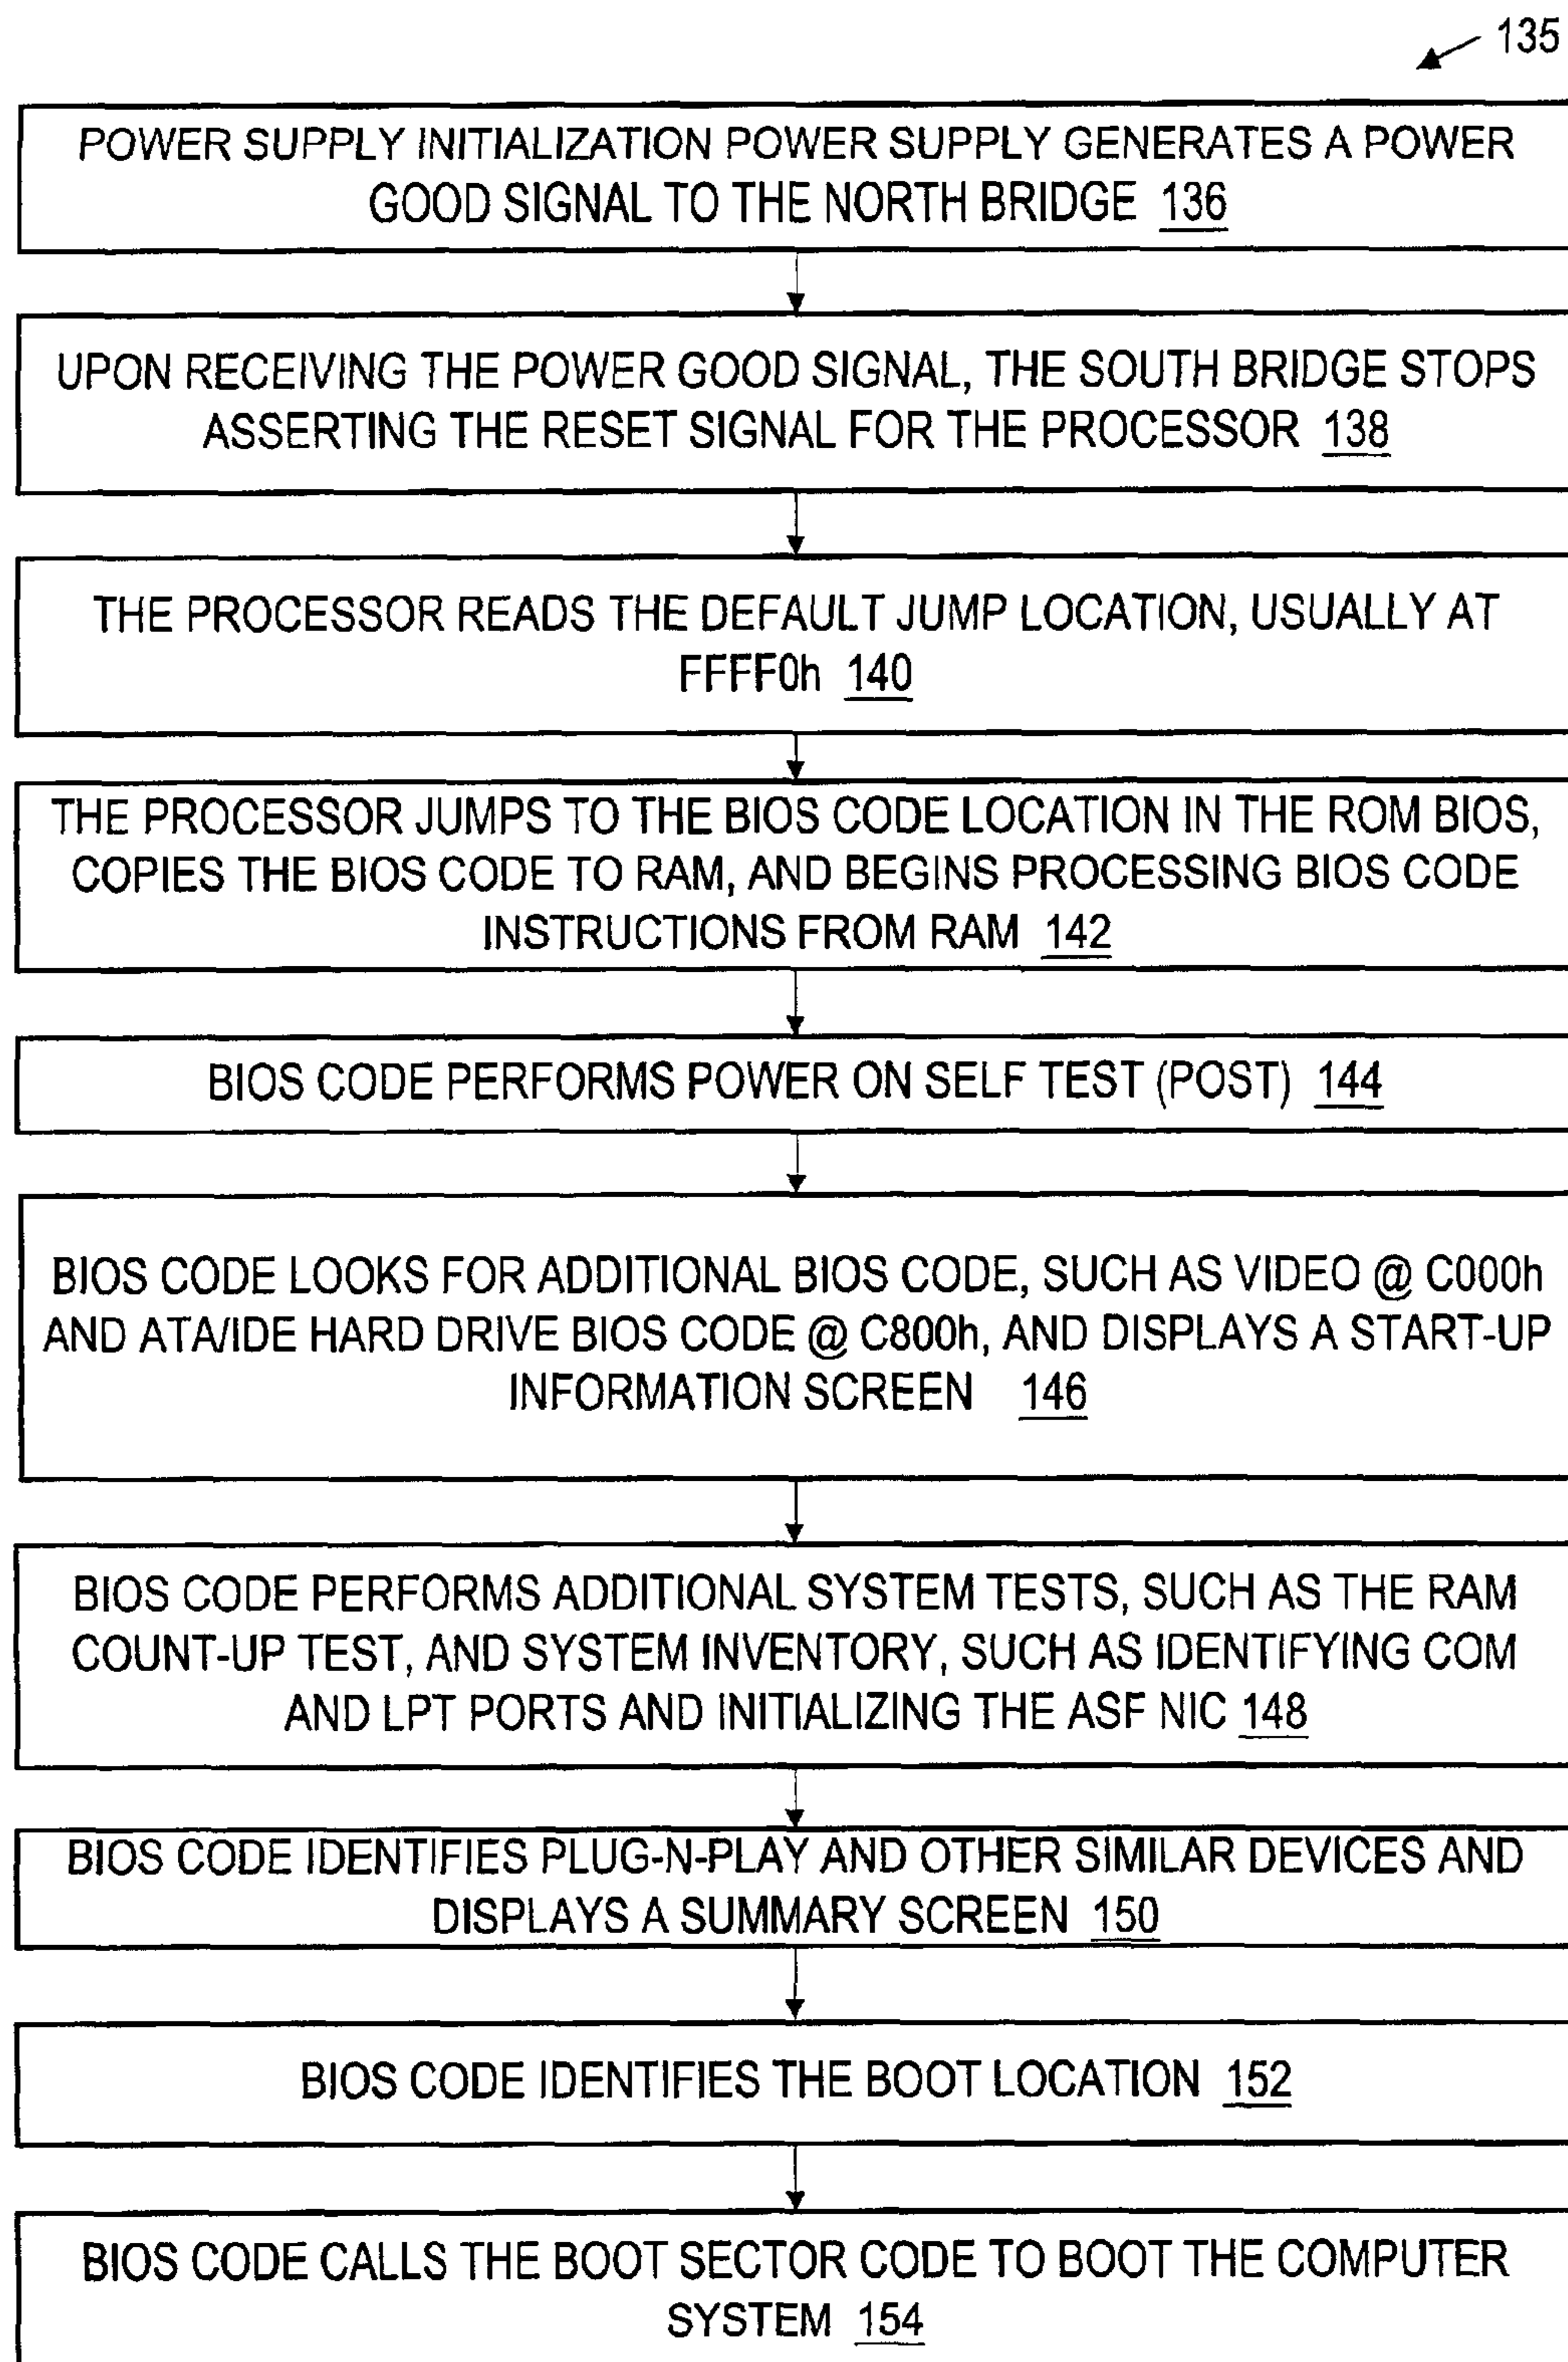 135
POWER SUPPLY INITIALIZATION POWER SUPPLY GENERATES A POWER
GOOD SIGNAL TO THE NORTH BRIDGE 136
UPON RECEIVING THE POWER GOOD SIGNAL, THE SOUTH BRIDGE STOPS
ASSERTING THE RESET SIGNAL FOR THE PROCESSOR 138
THE PROCESSOR READS THE DEFAULT JUMP LOCATION, USUALLY AT
FFFF0h 140
THE PROCESSOR JUMPS TO THE BIOS CODE LOCATION IN THE ROM BIOS,
COPIES THE BIOS CODE TO RAM, AND BEGINS PROCESSING BIOS CODE
INSTRUCTIONS FROM RAM 142
BIOS CODE PERFORMS POWER ON SELF TEST (POST) 144
BIOS CODE LOOKS FOR ADDITIONAL BIOS CODE, SUCH AS VIDEO @ C000h
AND ATA/IDE HARD DRIVE BIOS CODE @ C800h, AND DISPLAYS A START-UP
INFORMATION SCREEN 146
BIOS CODE PERFORMS ADDITIONAL SYSTEM TESTS, SUCH AS THE RAM
COUNT-UP TEST, AND SYSTEM INVENTORY, SUCH AS IDENTIFYING COM
AND LPT PORTS AND INITIALIZING THE ASF NIC 148
BIOS CODE IDENTIFIES PLUG-N-PLAY AND OTHER SIMILAR DEVICES AND
DISPLAYS A SUMMARY SCREEN 150
BIOS CODE IDENTIFIES THE BOOT LOCATION 152
BIOS CODE CALLS THE BOOT SECTOR CODE TO BOOT THE COMPUTER
SYSTEM 154